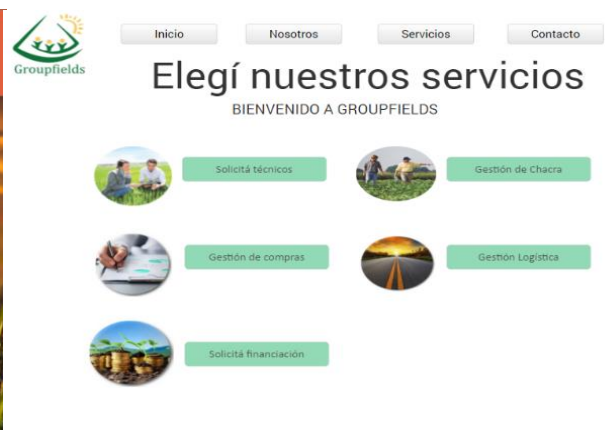 Inicio
Nosotros
Servicios
Contacto
Groupfields
Elegí nuestros servicios
BIENVENIDO A GROUPFIELDS
Solicitá técnicos
Gestión de Chacra
Gestión de compras
Gestión Logística
Solicitá financiación